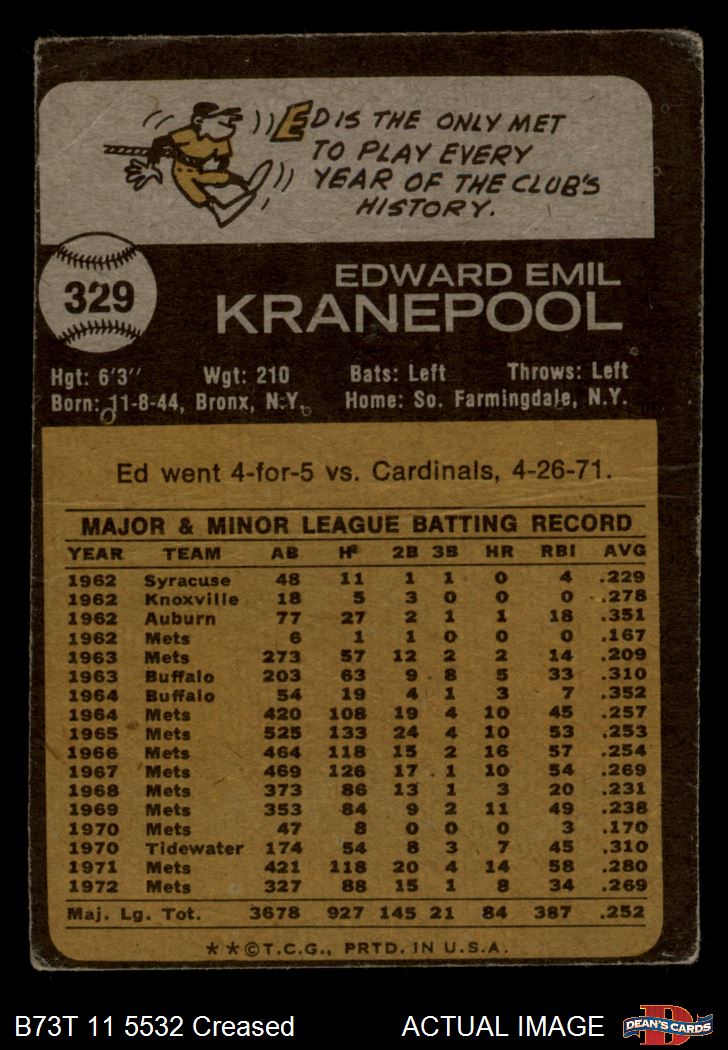 ED IS THE ONLY MET
TO PLAY EVERY
YEAR OF THE CLUB'S
HISTORY.
329
EDWARD EMIL
KRANEPOOL
Hgt: 6'3" Wgt: 210 Bats: Left Throws: Left
Born: 11-8-44, Bronx, N.Y. Home: So. Farmingdale, N.Y.
Ed went 4-for-5 vs. Cardinals, 4-26-71.
MAJOR & MINOR LEAGUE BATTING RECORD
YEAR TEAM AB H 2B 3B HR RBI AVG
1962 Syracuse 48 11 1 1 0 4 .229
1962 Knoxville 18 5 3 0 0 0 .278
1962 Auburn 77 27 2 1 1 18 .351
1962 Mets 6 1 1 0 0 0 .167
1963 Mets 273 57 12 2 2 14 .209
1963 Buffalo 203 63 9 8 5 33 .310
1964 Buffalo 54 19 4 1 3 7 .352
1964 Mets 420 108 19 4 10 45 .257
1965 Mets 525 133 24 4 10 53 .253
1966 Mets 464 118 15 2 16 57 .254
1967 Mets 469 126 17 1 10 54 .269
1968 Mets 373 86 13 1 3 20 .231
1969 Mets 353 84 9 2 11 49 .238
1970 Mets 47 8 0 0 0 3 .170
1970 Tidewater 174 54 8 3 7 45 .310
1971 Mets 421 118 20 4 14 58 .280
1972 Mets 327 88 15 1 8 34 .269
Maj. Lg. Tot. 3678 927 145 21 84 387 .252
**©T.C.G., PRTD. IN U.S.A.
B73T 11 5532 Creased ACTUAL IMAGE
D
DEAN'S CARDS